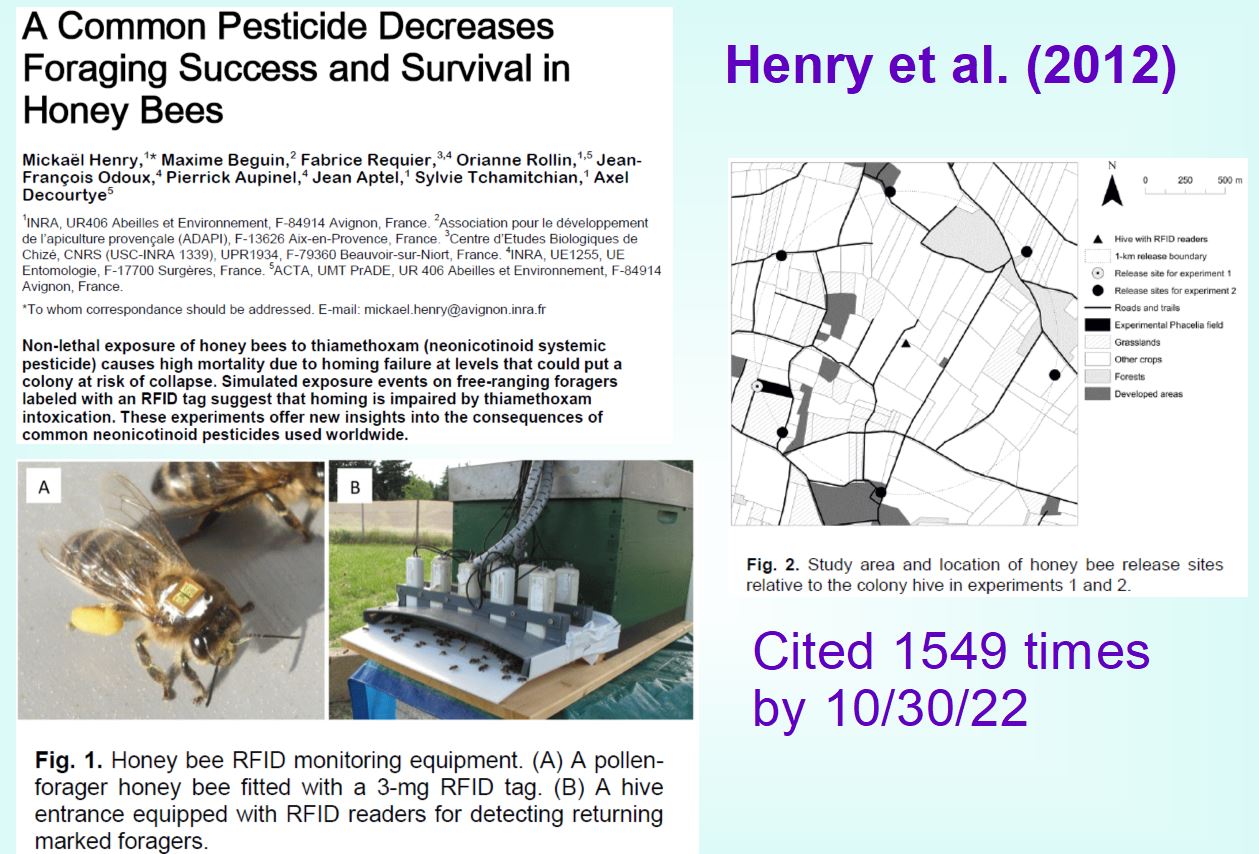 A Common Pesticide Decreases
Foraging Success and Survival in
Honey Bees
Mickaël Henry,1* Maxime Beguin,2 Fabrice Requier,3,4 Orianne Rollin,1,5 Jean-
François Odoux,4 Pierrick Aupinel,4 Jean Aptel,1 Sylvie Tchamitchian,1 Axel
Decourtye5
1INRA, UR406 Abeilles et Environnement, F-84914 Avignon, France. 2Association pour le développement
de l'apiculture provençale (ADAPI), F-13626 Aix-en-Provence, France. 3Centre d'Etudes Biologiques de
Chizé, CNRS (USC-INRA 1339), UPR1934, F-79360 Beauvoir-sur-Niort, France. 4INRA, UE1255, UE
Entomologie, F-17700 Surgères, France. 5ACTA, UMT PrADE, UR 406 Abeilles et Environnement, F-84914
Avignon, France.
*To whom correspondence should be addressed. E-mail: mickael.henry@avignon.inra.fr
Non-lethal exposure of honey bees to thiamethoxam (neonicotinoid systemic
pesticide) causes high mortality due to homing failure at levels that could put a
colony at risk of collapse. Simulated exposure events on free-ranging foragers
labeled with an RFID tag suggest that homing is impaired by thiamethoxam
intoxication. These experiments offer new insights into the consequences of
common neonicotinoid pesticides used worldwide.
A
B
Fig. 1. Honey bee RFID monitoring equipment. (A) A pollen-
forager honey bee fitted with a 3-mg RFID tag. (B) A hive
entrance equipped with RFID readers for detecting returning
marked foragers.
Henry et al. (2012)
N
0 250 500 m
Hive with RFID readers
1-km release boundary
Release site for experiment 1
Release sites for experiment 2
Roads and trails
Experimental Phacelia field
Grasslands
Other crops
Forests
Developed areas
Fig. 2. Study area and location of honey bee release sites
relative to the colony hive in experiments 1 and 2.
Cited 1549 times
by 10/30/22